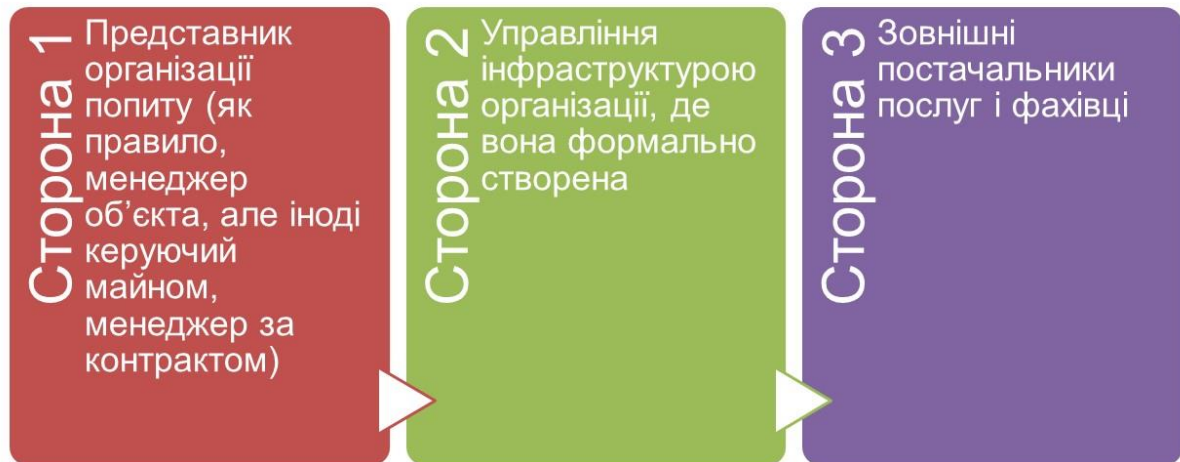 Сторона 1
Представник
організації
попиту (як
правило,
менеджер
об’єкта, але іноді
керуючий
майном,
менеджер за
контрактом)
Сторона 2
Управління
інфраструктурою
організації, де
вона формально
створена
Сторона 3
Зовнішні
постачальники
послуг і фахівці